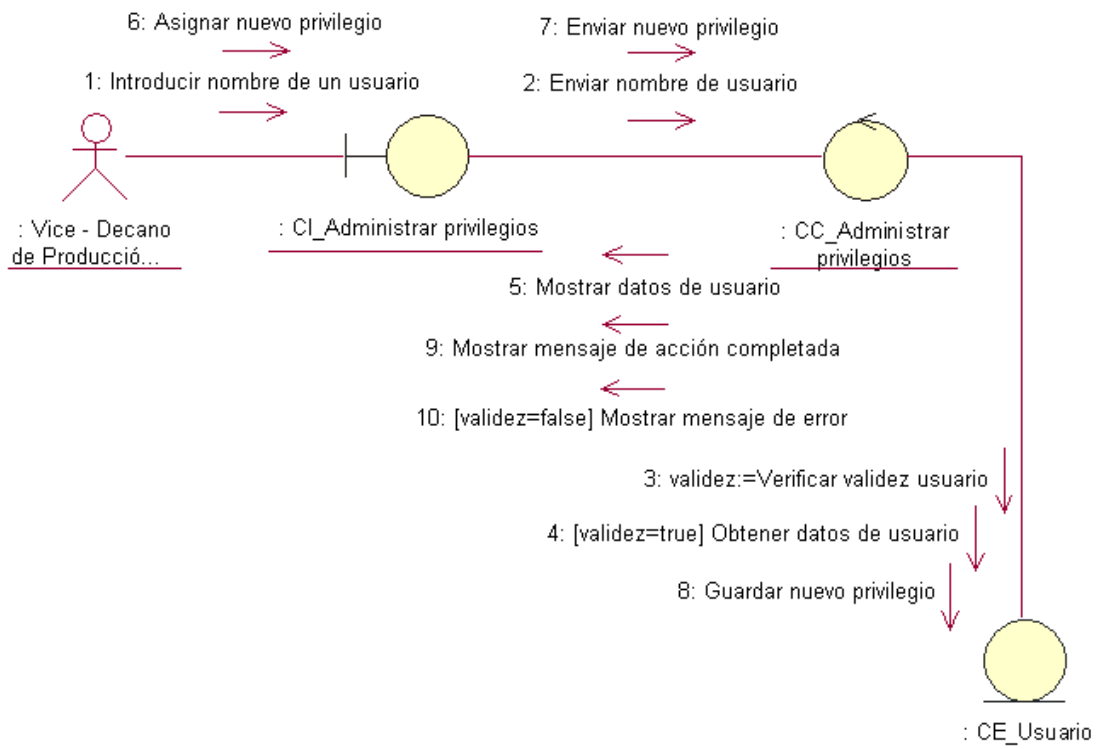 6: Asignar nuevo privilegio
7: Enviar nuevo privilegio
1: Introducir nombre de un usuario
2: Enviar nombre de usuario
: Vice - Decano
de Producció...
: CI_Administrar privilegios
: CC_Administrar
privilegios
5: Mostrar datos de usuario
9: Mostrar mensaje de acción completada
10: [validez=false] Mostrar mensaje de error
3: validez:=Verificar validez usuario
4: [validez=true] Obtener datos de usuario
8: Guardar nuevo privilegio
: CE_Usuario